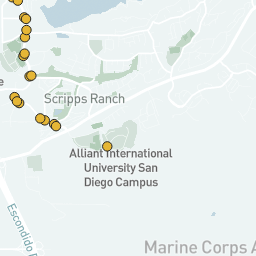 e
Scripps Ranch
Alliant International
University San
Diego Campus
Escondido
Marine Corps A